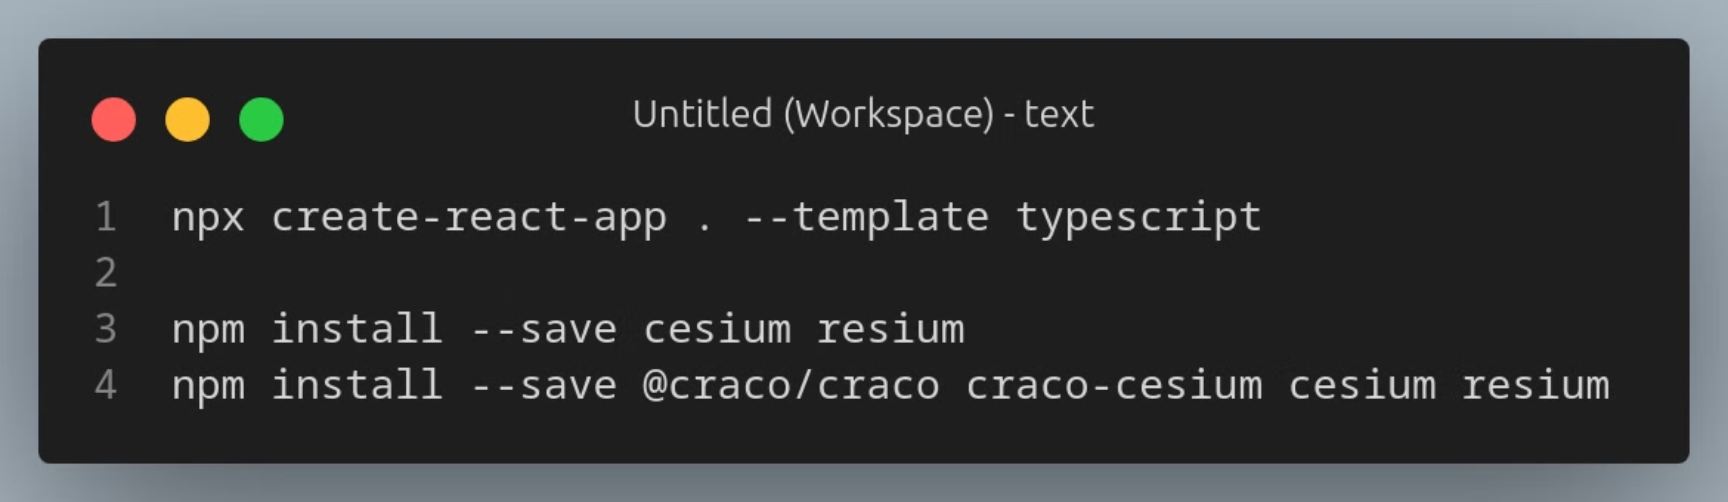 Untitled (Workspace) - text
1 npx create-react-app . --template typescript
2
3 npm install --save cesium resium
4 npm install --save @craco/craco craco-cesium cesium resium